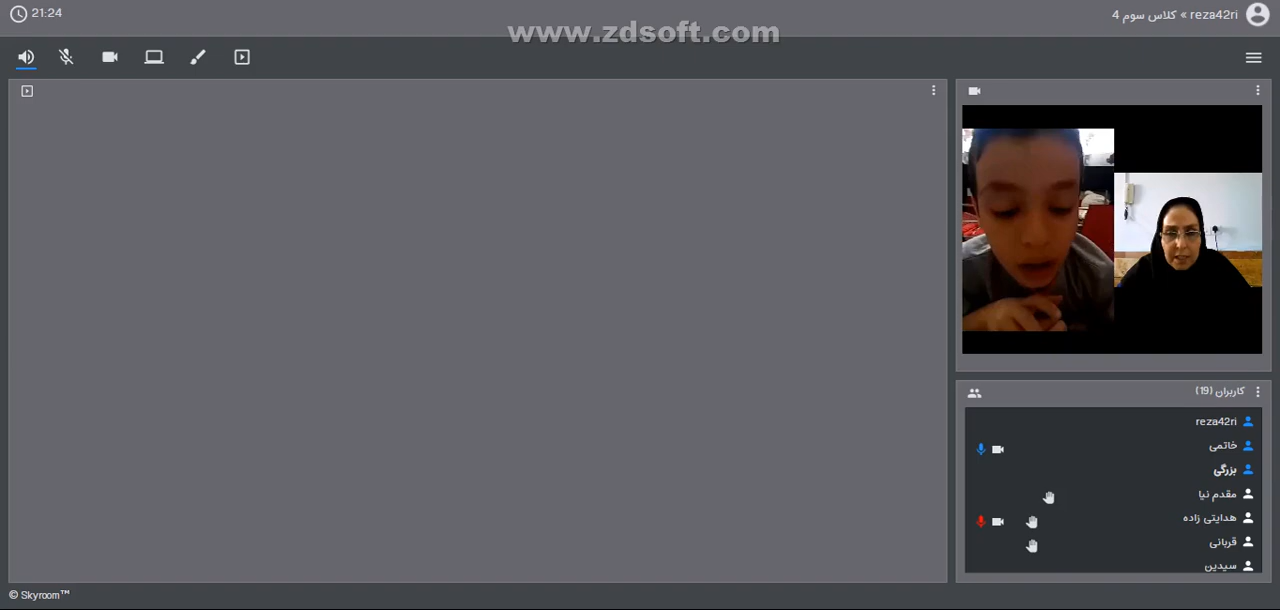 21:24
www.zdsoft.com
reza42ri » کلاس سوم 4
کاربران (19)
reza42ri
خاتمی
بزرگی
مقدم نیا
هدایتی زاده
قربانی
سیدین
© Skyroom™